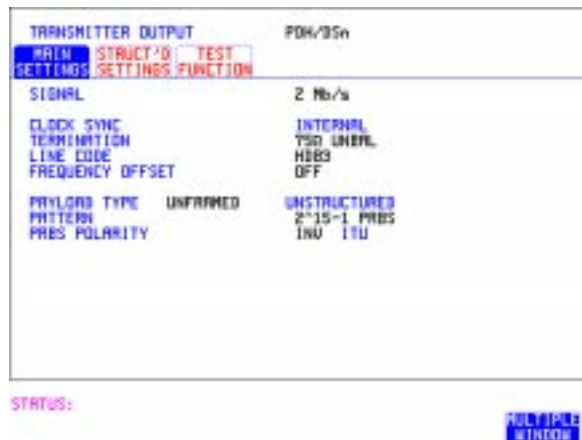 TRANSMITTER OUTPUT PDH/DSn
MAIN SETTINGS STRUCT'D SETTINGS TEST FUNCTION
SIGNAL 2 Mb/s
CLOCK SYNC INTERNAL
TERMINATION 75Ω UNBAL
LINE CODE HDB3
FREQUENCY OFFSET OFF
PAYLOAD TYPE UNFRAMED UNSTRUCTURED
PATTERN 2^15-1 PRBS
PRBS POLARITY INV ITU
STATUS:
MULTIPLE
WINDOW